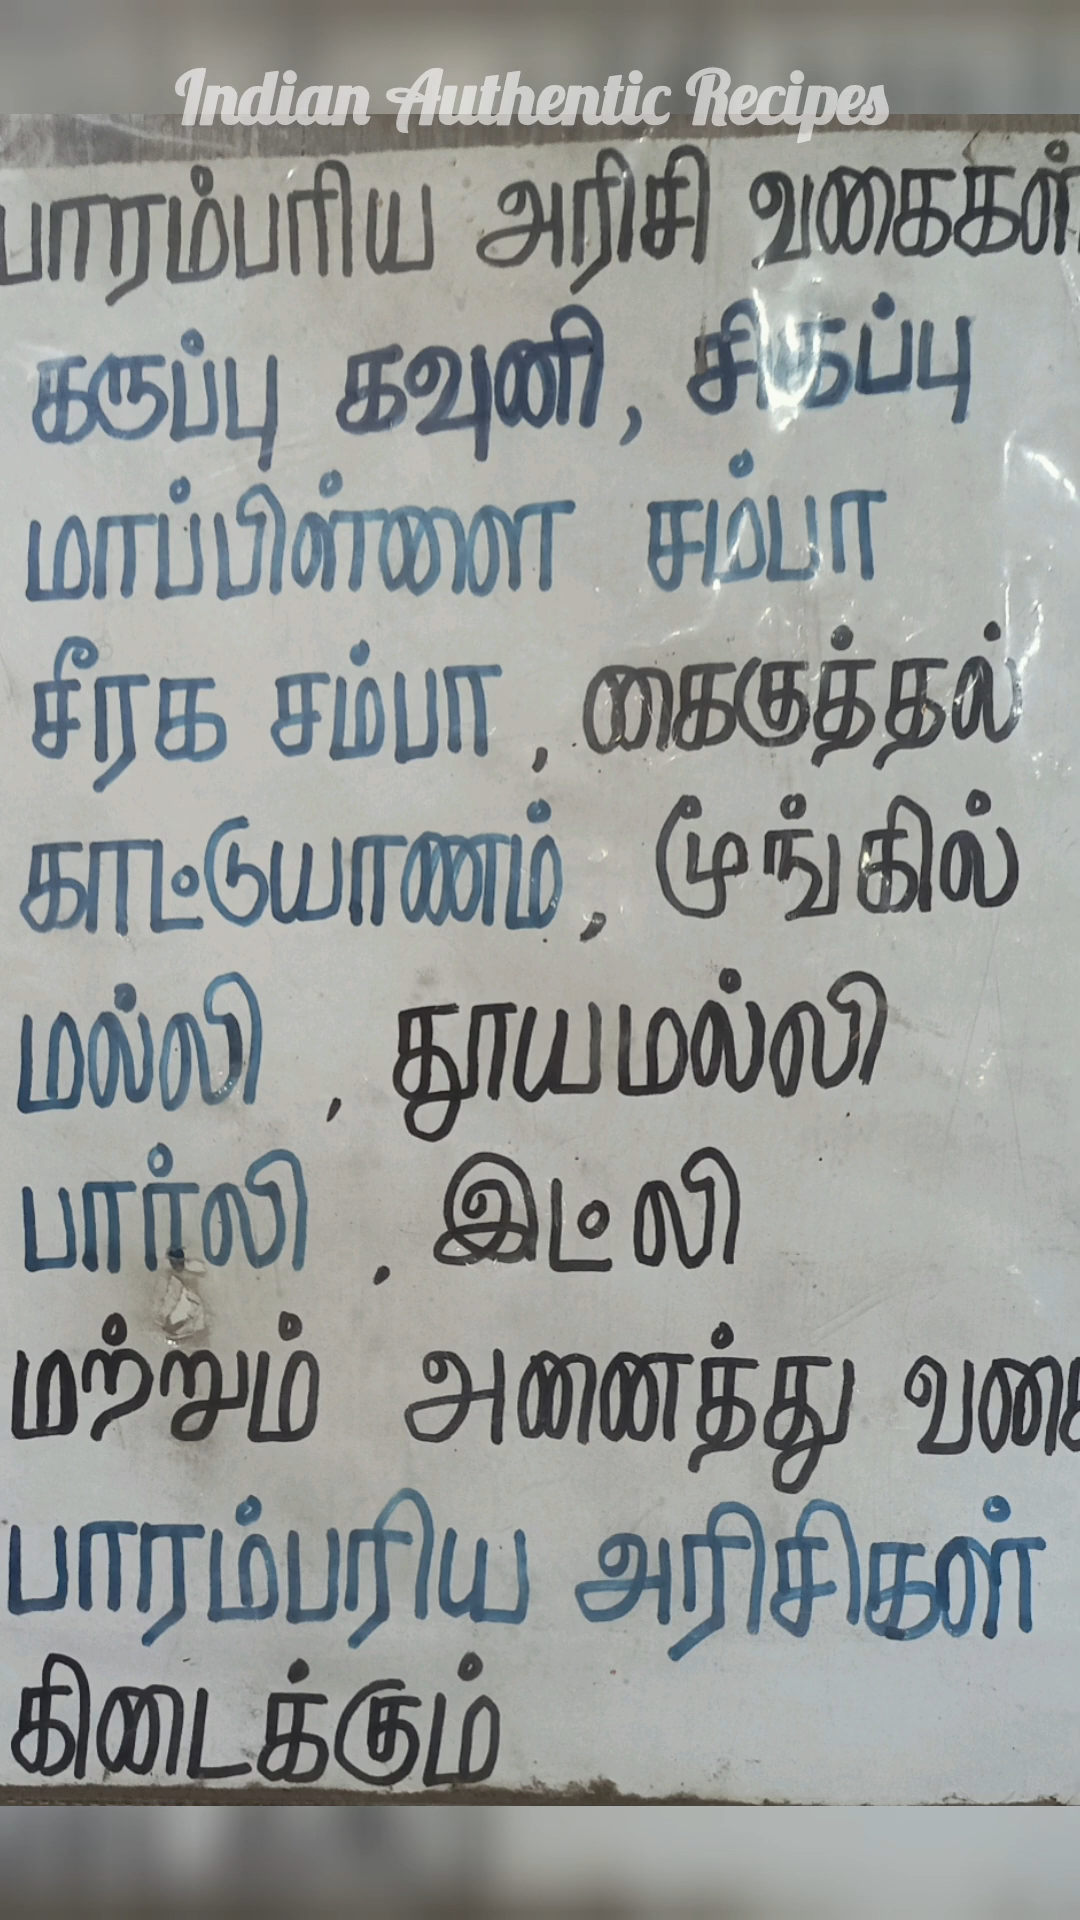 Indian Authentic Recipes
பாரம்பரிய அரிசி வகைகள்
கருப்பு கவுனி, சிகப்பு
மாப்பிள்ளை சம்பா
சீரக சம்பா, கைகுத்தல்
காட்டுயாணம், மூங்கில்
மல்லி, தூயமல்லி
பார்லி, இட்லி
மற்றும் அனைத்து வகை
பாரம்பரிய அரிசிகள்
கிடைக்கும்